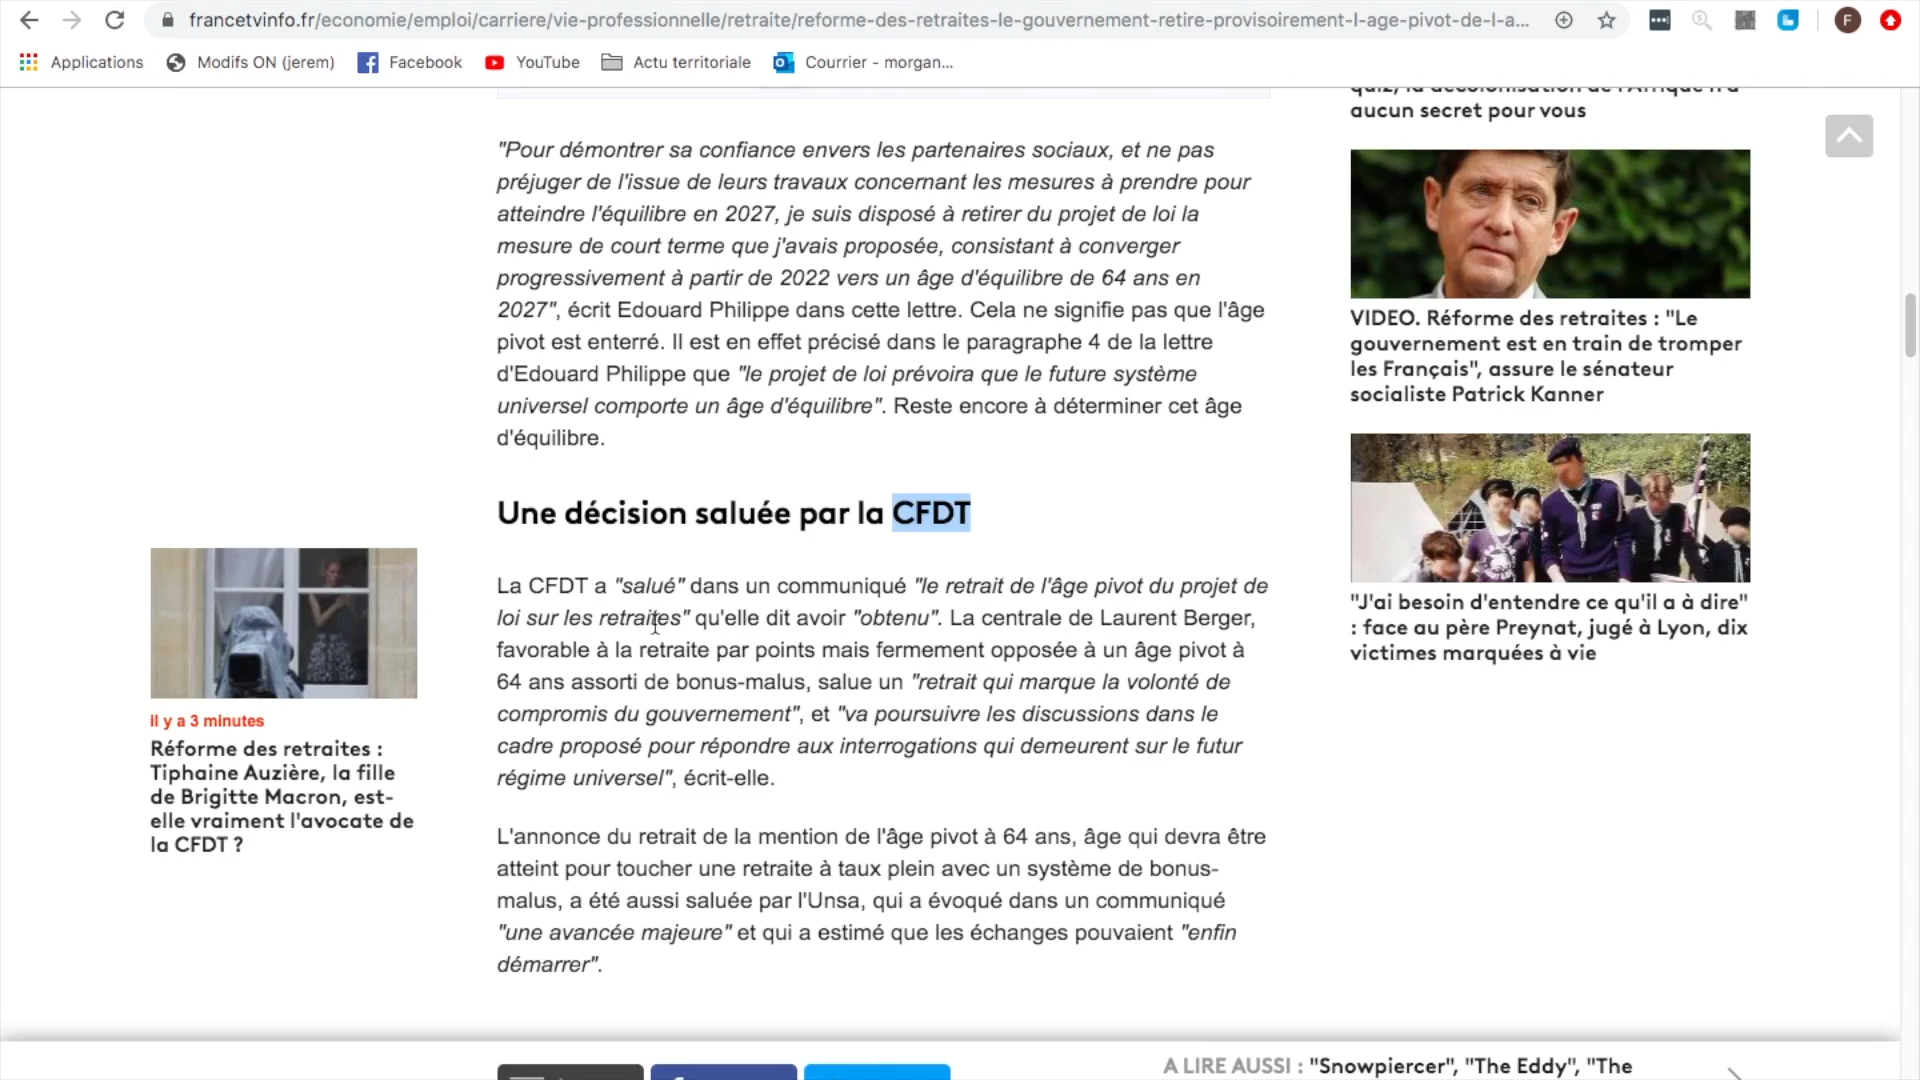 francetvinfo.fr/economie/emploi/carriere/vie-professionnelle/retraite/reforme-des-retraites-le-gouvernement-retire-provisoirement-l-age-pivot-de-l-a...
F
Applications
Modifs ON (jerem)
Facebook
YouTube
Actu territoriale
Courrier - morgan...
"Pour démontrer sa confiance envers les partenaires sociaux, et ne pas
préjuger de l'issue de leurs travaux concernant les mesures à prendre pour
atteindre l'équilibre en 2027, je suis disposé à retirer du projet de loi la
mesure de court terme que j'avais proposée, consistant à converger
progressivement à partir de 2022 vers un âge d'équilibre de 64 ans en
2027", écrit Edouard Philippe dans cette lettre. Cela ne signifie pas que l'âge
pivot est enterré. Il est en effet précisé dans le paragraphe 4 de la lettre
d'Edouard Philippe que "le projet de loi prévoira que le future système
universel comporte un âge d'équilibre". Reste encore à déterminer cet âge
d'équilibre.
Une décision saluée par la CFDT
La CFDT a "salué" dans un communiqué "le retrait de l'âge pivot du projet de
loi sur les retraites" qu'elle dit avoir "obtenu". La centrale de Laurent Berger,
favorable à la retraite par points mais fermement opposée à un âge pivot à
64 ans assorti de bonus-malus, salue un "retrait qui marque la volonté de
compromis du gouvernement", et "va poursuivre les discussions dans le
cadre proposé pour répondre aux interrogations qui demeurent sur le futur
régime universel", écrit-elle.
L'annonce du retrait de la mention de l'âge pivot à 64 ans, âge qui devra être
atteint pour toucher une retraite à taux plein avec un système de bonus-
malus, a été aussi saluée par l'Unsa, qui a évoqué dans un communiqué
"une avancée majeure" et qui a estimé que les échanges pouvaient "enfin
démarrer".
il y a 3 minutes
Réforme des retraites :
Tiphaine Auzière, la fille
de Brigitte Macron, est-
elle vraiment l'avocate de
la CFDT ?
quiz, la décolonisation de l'Afrique n'a
aucun secret pour vous
VIDEO. Réforme des retraites : "Le
gouvernement est en train de tromper
les Français", assure le sénateur
socialiste Patrick Kanner
"J'ai besoin d'entendre ce qu'il a à dire"
: face au père Preynat, jugé à Lyon, dix
victimes marquées à vie
A LIRE AUSSI : "Snowpiercer", "The Eddy", "The